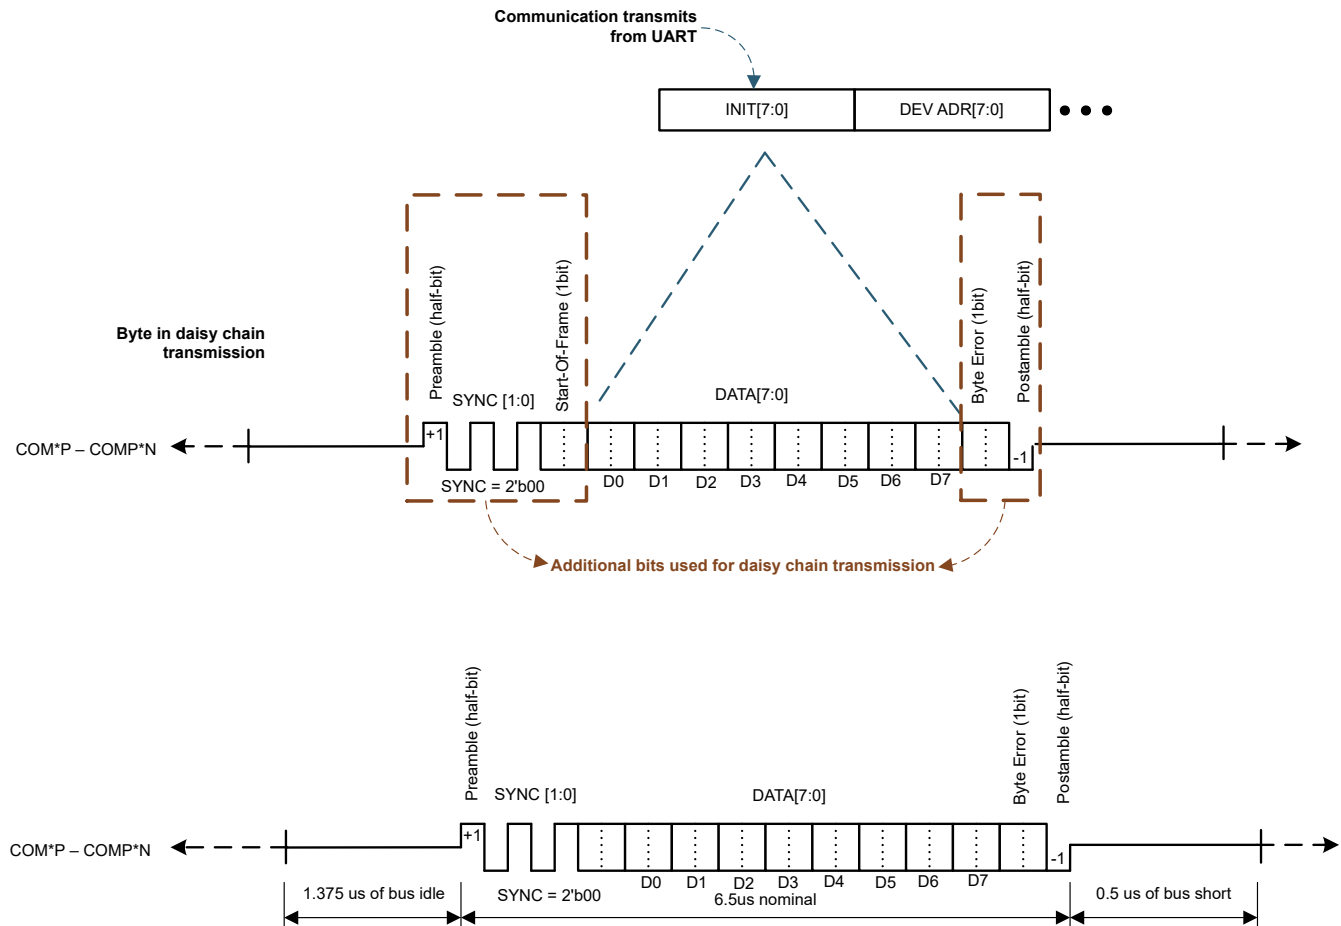 Communication transmits
from UART
INIT[7:0]
DEV ADR[7:0]
Byte in daisy chain
transmission
Preamble (half-bit)
SYNC [1:0]
Start-Of-Frame (1bit)
DATA[7:0]
Byte Error (1bit)
Postamble (half-bit)
COM*P – COMP*N
+1
-1
SYNC = 2'b00
D0
D1
D2
D3
D4
D5
D6
D7
Additional bits used for daisy chain transmission
Preamble (half-bit)
SYNC [1:0]
DATA[7:0]
Byte Error (1bit)
Postamble (half-bit)
COM*P – COMP*N
+1
-1
D0
D1
D2
D3
D4
D5
D6
D7
1.375 us of bus idle
SYNC = 2'b00
6.5us nominal
0.5 us of bus short